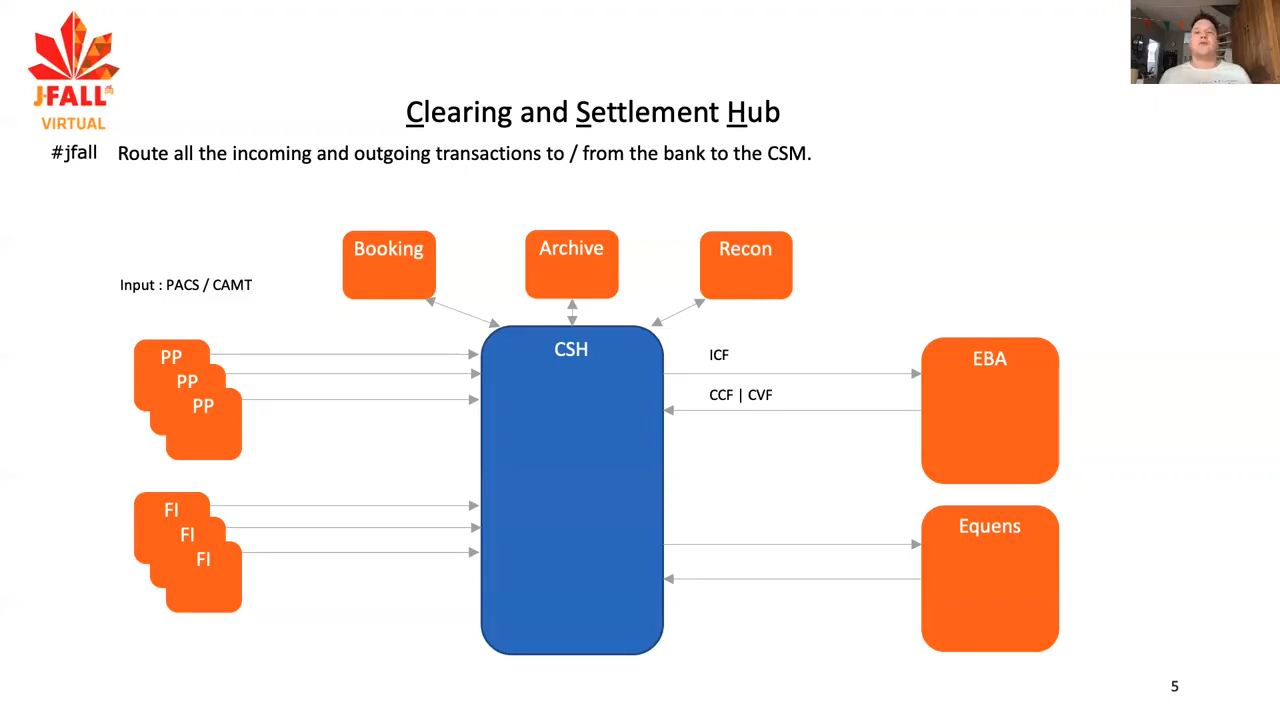 J-FALL
VIRTUAL
Clearing and Settlement Hub
#jfall
Route all the incoming and outgoing transactions to / from the bank to the CSM.
Booking
Archive
Recon
Input : PACS / CAMT
PP
PP
PP
CSH
ICF
CCF | CVF
EBA
FI
FI
FI
Equens
5